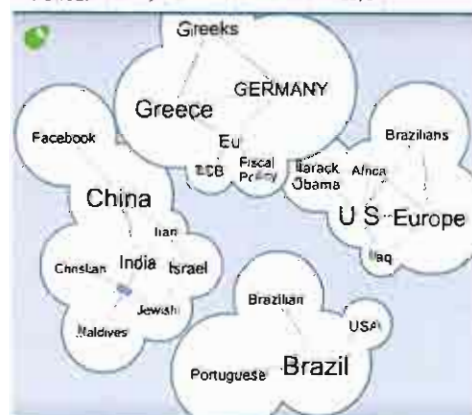 Greeks
GERMANY
Greece
Eu
ECB
Fiscal
Policy
Facebook
China
Iran
India
Israel
Christian
Jewish
Maldives
Brazilians
Barack
Obama
Africa
U S
Europe
Iraq
Brazilian
USA
Brazil
Portuguese